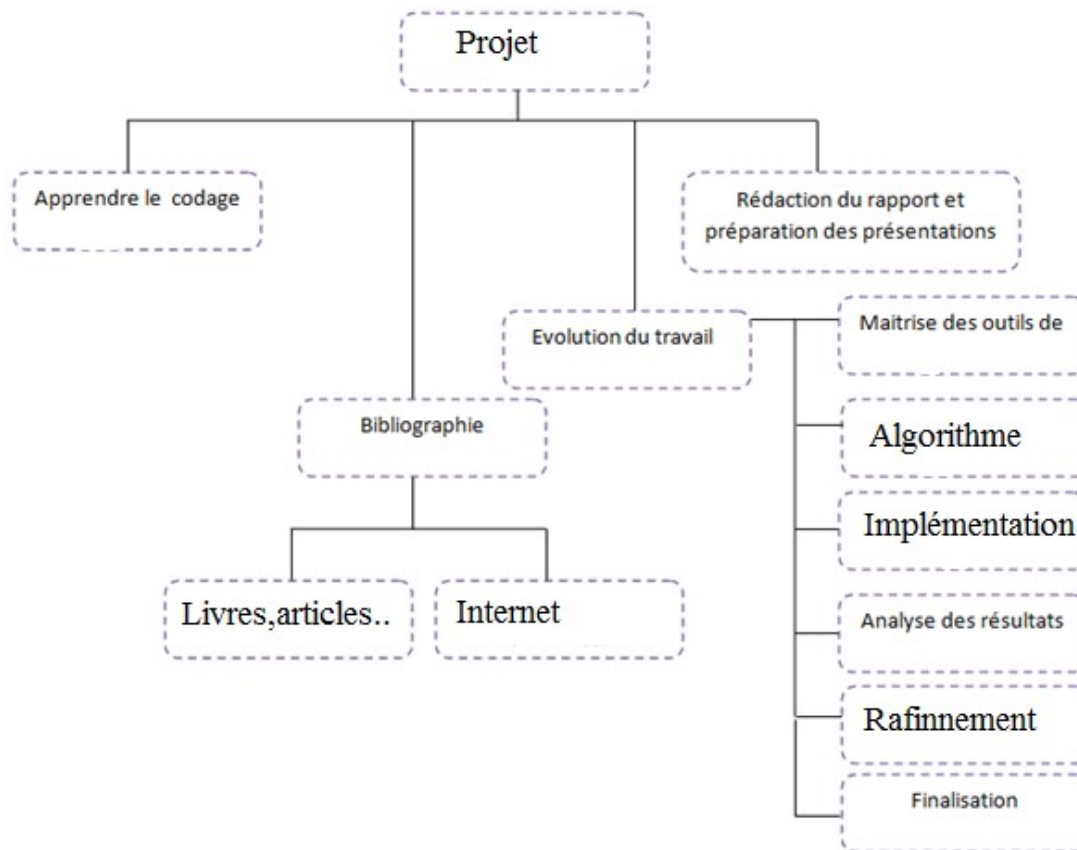 Projet
Apprendre le codage
Rédaction du rapport et
préparation des présentations
Evolution du travail
Maitrise des outils de
Bibliographie
Algorithme
Implémentation
Livres,articles..
Internet
Analyse des résultats
Rafinnement
Finalisation